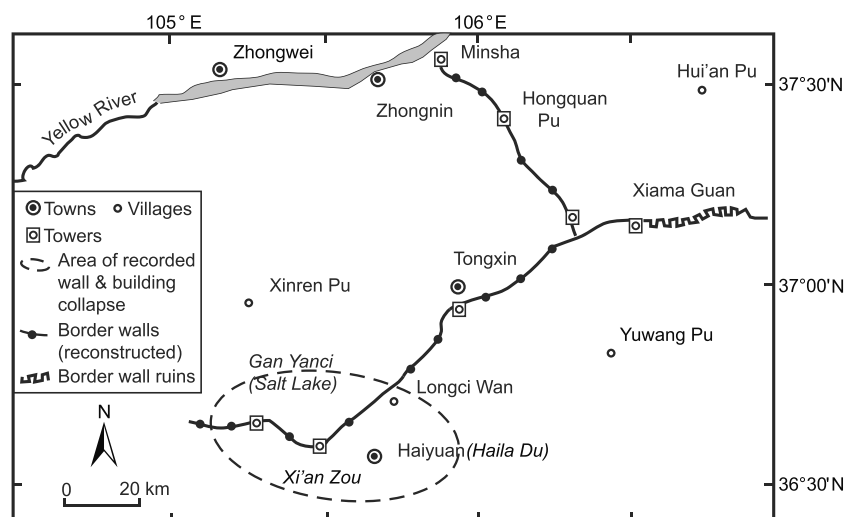 105° E
106° E
Zhongwei
Minsha
Hui'an Pu
37°30'N
Zhongnin
Hongquan
Pu
Yellow River
Xiama Guan
Towns
Villages
Towers
Area of recorded
wall & building
collapse
Border walls
(reconstructed)
Border wall ruins
Tongxin
37°00'N
Xinren Pu
Yuwang Pu
Gan Yanci
(Salt Lake)
Longci Wan
N
Haiyuan (Haila Du)
Xi'an Zou
0 20 km
36°30'N